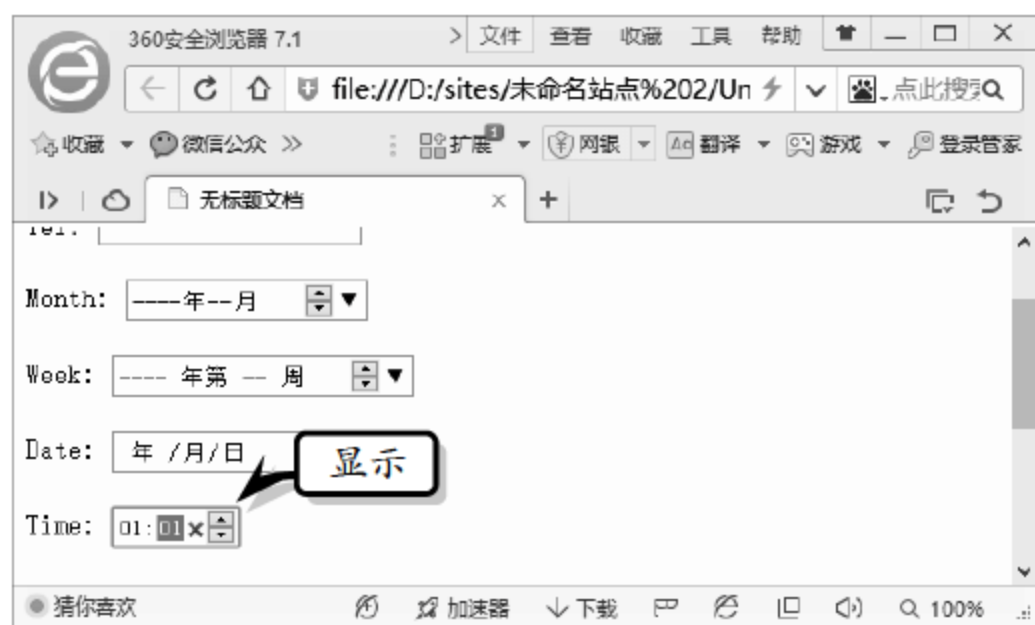 360安全浏览器 7.1 > 文件 查看 收藏 工具 帮助
file:///D:/sites/未命名站点%202/Un 点此搜
收藏 微信公众 >> 扩展 1 网银 Ad 翻译 游戏 登录管家
无标题文档
Tel:
Month: ----年--月
Week: ---- 年第 -- 周
Date: 年 /月/日
显示
Time: 01:01
猜你喜欢 加速器 下载 100%